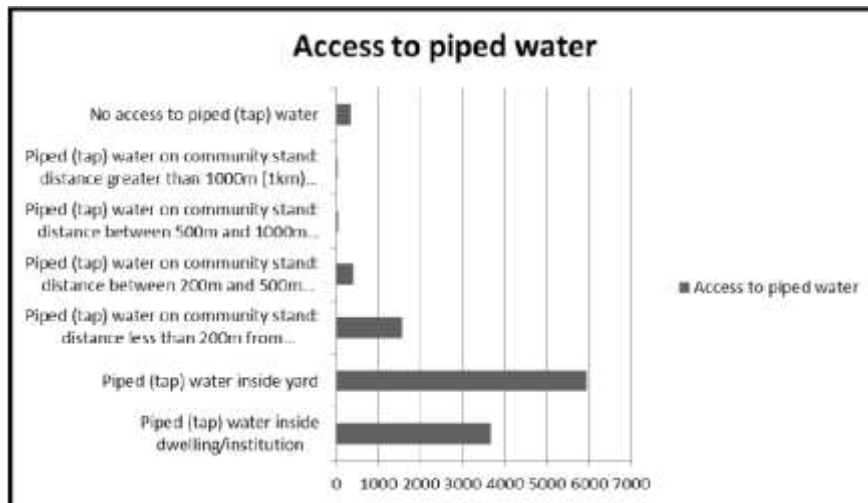 Access to piped water
No access to piped (tap) water
Piped (tap) water on community stand:
distance greater than 1000m (1km)...
Piped (tap) water on community stand:
distance between 500m and 1000m...
Piped (tap) water on community stand:
distance between 200m and 500m...
Piped (tap) water on community stand:
distance less than 200m from...
Piped (tap) water inside yard
Piped (tap) water inside
dwelling/institution
0 1000 2000 3000 4000 5000 6000 7000
Access to piped water